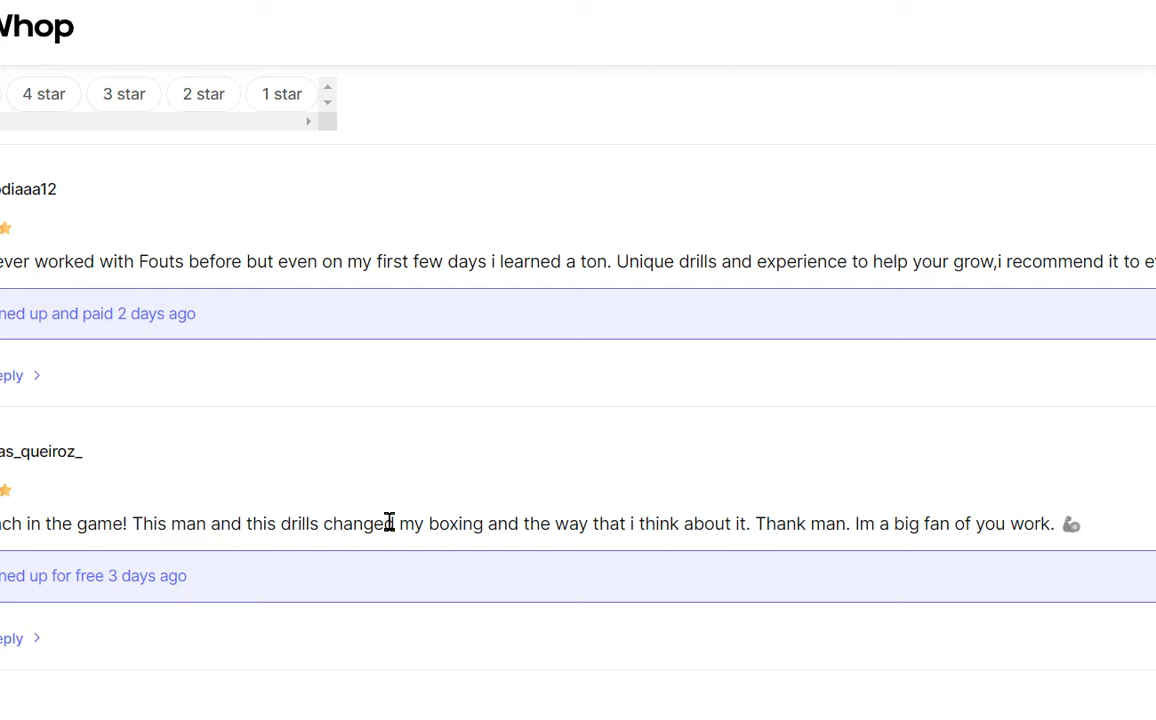 Whop
4 star 3 star 2 star 1 star
diaaa12
ever worked with Fouts before but even on my first few days i learned a ton. Unique drills and experience to help your grow,i recommend it to e
ned up and paid 2 days ago
eply
as_queiroz_
ch in the game! This man and this drills changed my boxing and the way that i think about it. Thank man. Im a big fan of you work.
ned up for free 3 days ago
eply